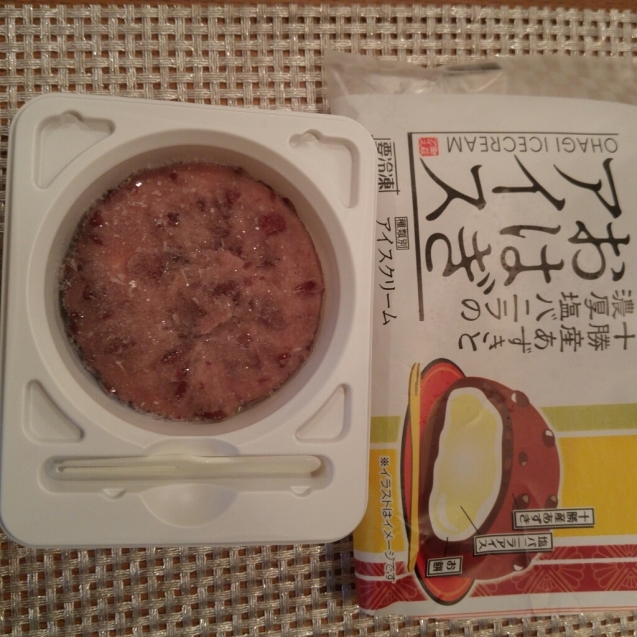 十勝産あずきと
濃厚塩バニラの
おはぎ
アイス
OHAGI ICECREAM
種類別
アイスクリーム
要冷凍
十勝産あずき
塩バニラアイス
お餅
※イラストはイメージです